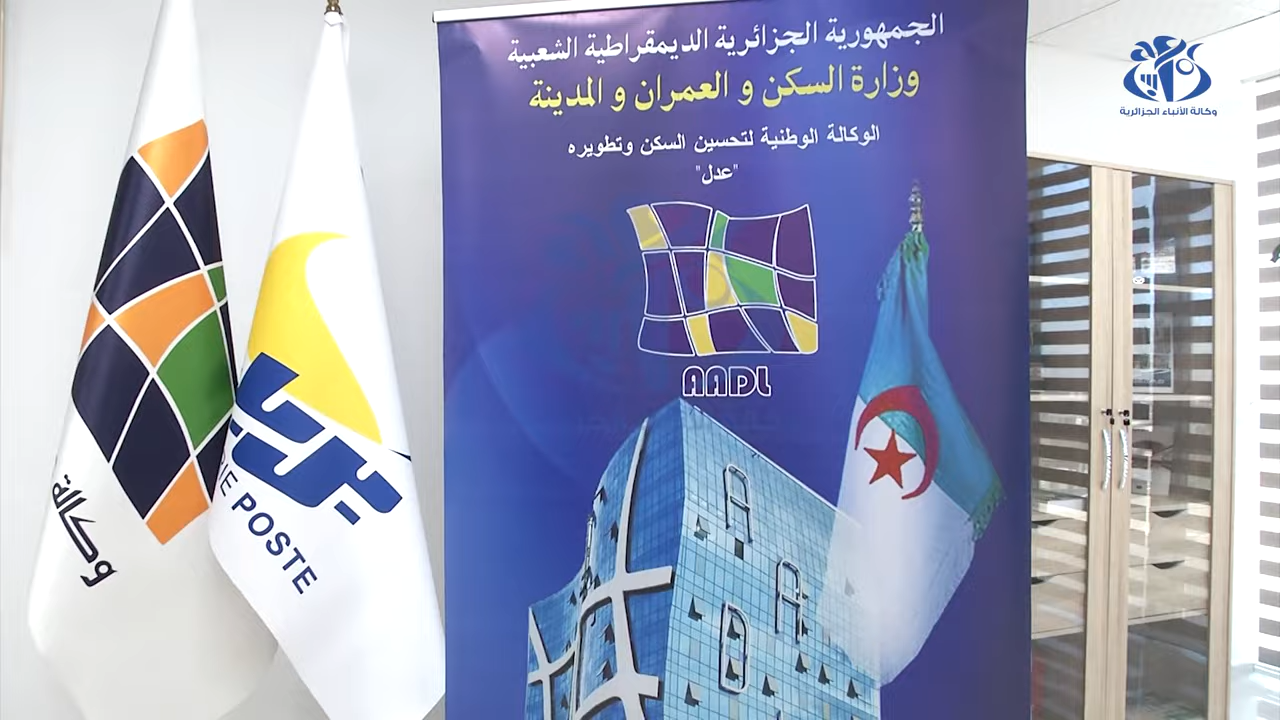 الجمهورية الجزائرية الديمقراطية الشعبية
وزارة السكن و العمران و المدينة
الوكالة الوطنية لتحسين السكن وتطويره
"عدل"
AADL
AAD
وكالة
POSTE
وكالة الأنباء الجزائرية